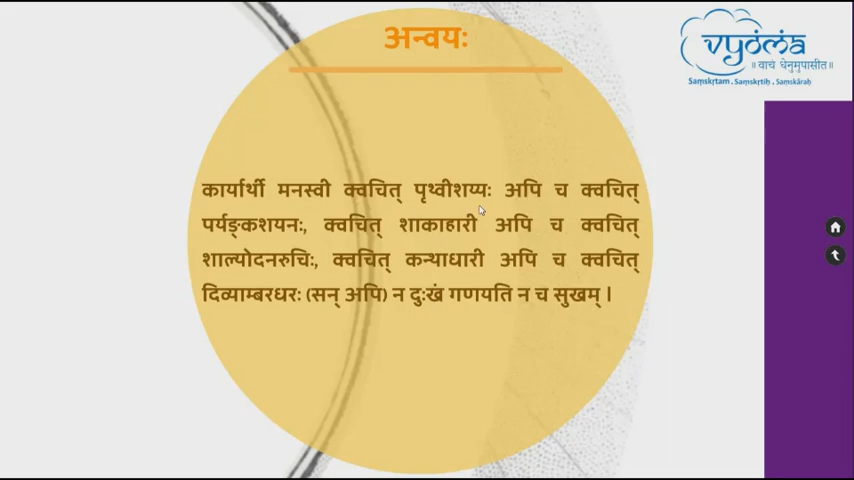 अन्वयः
कार्यार्थी मनस्वी क्वचित् पृथ्वीशय्यः अपि च क्वचित्
पर्यङ्कशयनः, क्वचित् शाकाहारी अपि च क्वचित्
शाल्योदनरुचिः, क्वचित् कन्थाधारी अपि च क्वचित्
दिव्याम्बरधरः (सन् अपि) न दुःखं गणयति न च सुखम् ।
vyoma
॥ वाचं धेनुमुपासीत॥
Saṃskṛtam . Saṃskṛtiḥ . Saṃskāraḥ